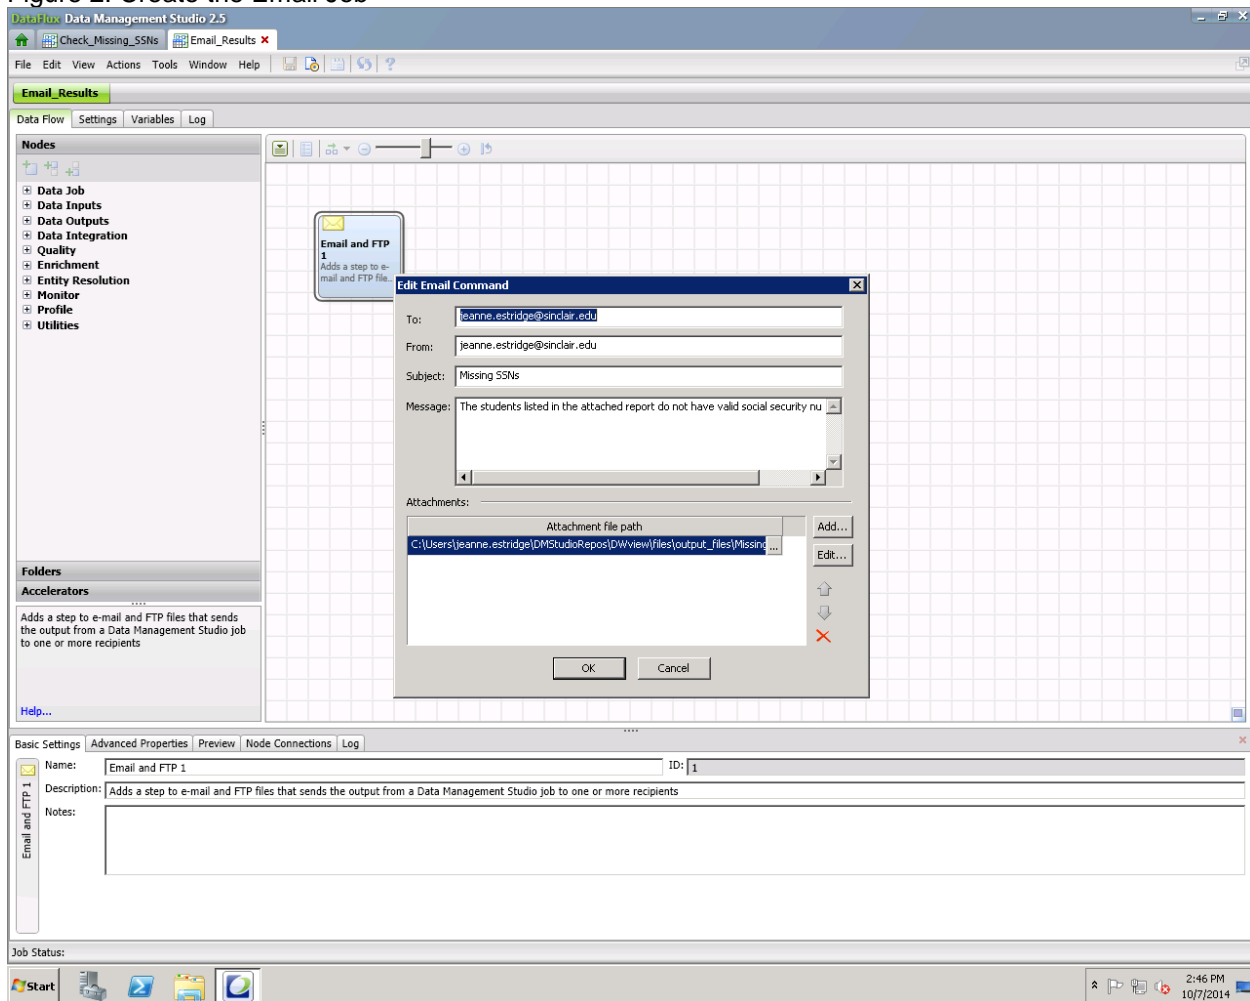 Figure 2. Create the Email Job
DataFlux Data Management Studio 2.5
Check_Missing_SSNs Email_Results
File Edit View Actions Tools Window Help
Email_Results
Data Flow Settings Variables Log
Nodes
Data Job
Data Inputs
Data Outputs
Data Integration
Quality
Enrichment
Entity Resolution
Monitor
Profile
Utilities
Email and FTP
1
Adds a step to e-
mail and FTP file...
Edit Email Command
To: jeanne.estridge@sinclair.edu
From: jeanne.estridge@sinclair.edu
Subject: Missing SSNs
Message: The students listed in the attached report do not have valid social security nu
Attachments:
Attachment file path
Add...
C:\Users\jeanne.estridge\DMStudioRepos\DWview\files\output_files\Missing ...
Edit...
OK Cancel
Folders
Accelerators
Adds a step to e-mail and FTP files that sends
the output from a Data Management Studio job
to one or more recipients
Help...
Basic Settings Advanced Properties Preview Node Connections Log
Email and FTP 1
Name: Email and FTP 1 ID: 1
Description: Adds a step to e-mail and FTP files that sends the output from a Data Management Studio job to one or more recipients
Notes:
Job Status:
Start
2:46 PM
10/7/2014